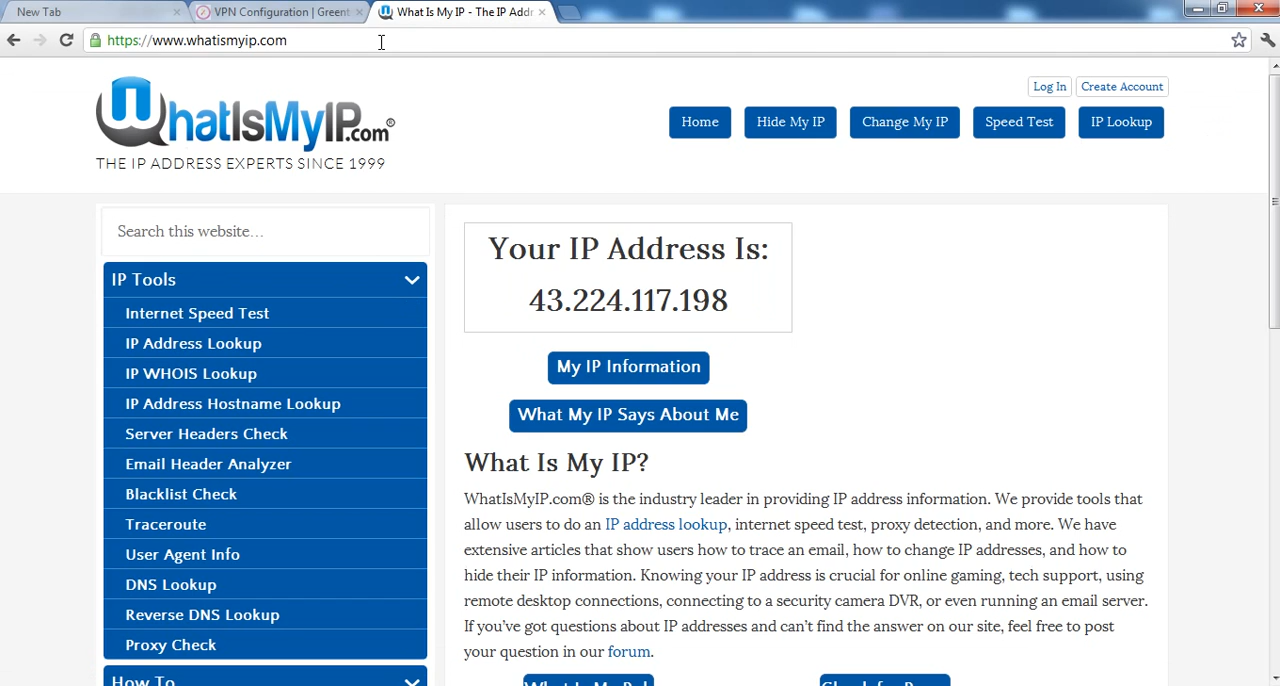 New Tab
VPN Configuration | Greent
What Is My IP - The IP Addr
https://www.whatismyip.com
WhatIsMyIP.com®
THE IP ADDRESS EXPERTS SINCE 1999
Log In
Create Account
Home
Hide My IP
Change My IP
Speed Test
IP Lookup
Search this website…
IP Tools
Internet Speed Test
IP Address Lookup
IP WHOIS Lookup
IP Address Hostname Lookup
Server Headers Check
Email Header Analyzer
Blacklist Check
Traceroute
User Agent Info
DNS Lookup
Reverse DNS Lookup
Proxy Check
How To
Your IP Address Is:
43.224.117.198
My IP Information
What My IP Says About Me
What Is My IP?
WhatIsMyIP.com® is the industry leader in providing IP address information. We provide tools that
allow users to do an IP address lookup, internet speed test, proxy detection, and more. We have
extensive articles that show users how to trace an email, how to change IP addresses, and how to
hide their IP information. Knowing your IP address is crucial for online gaming, tech support, using
remote desktop connections, connecting to a security camera DVR, or even running an email server.
If you’ve got questions about IP addresses and can’t find the answer on our site, feel free to post
your question in our forum.
What Is My